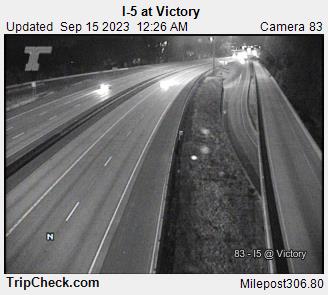 I-5 at Victory
Updated  Sep 15 2023  12:26 AM
Camera 83
T
N
83 - I5 @ Victory
TripCheck.com
Milepost306.80